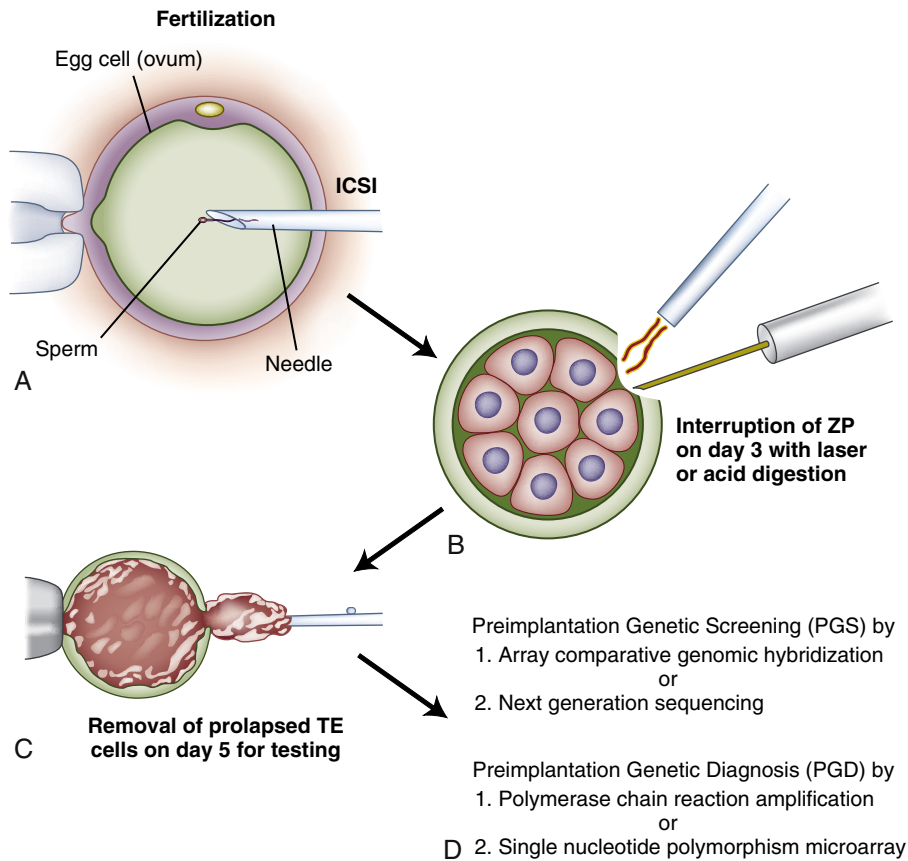 Fertilization
Egg cell (ovum)
ICSI
Sperm
Needle
A
Interruption of ZP
on day 3 with laser
or acid digestion
B
Removal of prolapsed TE
cells on day 5 for testing
C
Preimplantation Genetic Screening (PGS) by
1. Array comparative genomic hybridization
or
2. Next generation sequencing
Preimplantation Genetic Diagnosis (PGD) by
1. Polymerase chain reaction amplification
or
D 2. Single nucleotide polymorphism microarray